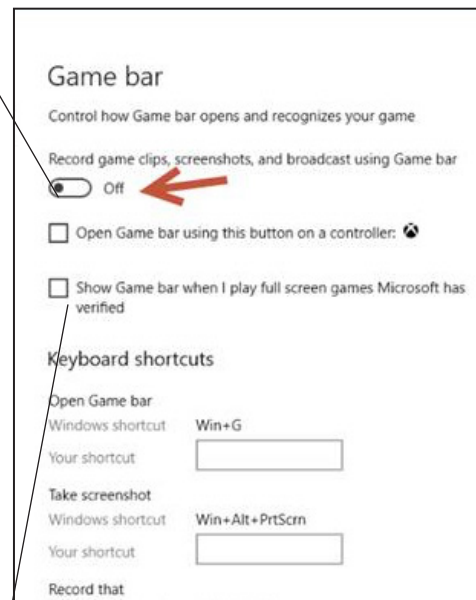 Game bar
Control how Game bar opens and recognizes your game
Record game clips, screenshots, and broadcast using Game bar
Off
Open Game bar using this button on a controller:
Show Game bar when I play full screen games Microsoft has
verified
Keyboard shortcuts
Open Game bar
Windows shortcut Win+G
Your shortcut
Take screenshot
Windows shortcut Win+Alt+PrtScrn
Your shortcut
Record that